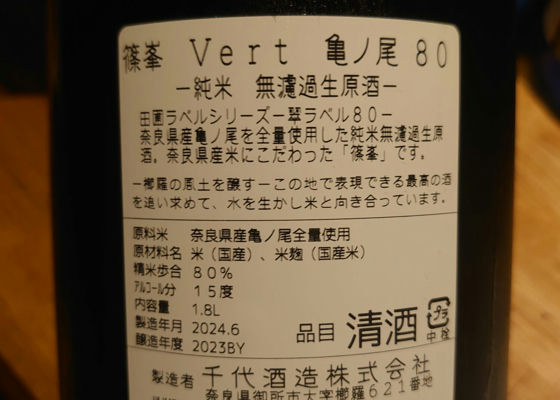 篠峯 Vert 亀ノ尾 80
－純米 無濾過生原酒－
田圃ラベルシリーズー翠ラベル80－
奈良県産亀ノ尾を全量使用した純米無濾過生原
酒。奈良県産米にこだわった「篠峯」です。
－櫛羅の風土を醸す－この地で表現できる最高の酒
を追い求めて、水を生かし米と向き合っています。
原料米 奈良県産亀ノ尾全量使用
原材料名 米（国産）、米麹（国産米）
精米歩合 80％
アルコール分 15度
内容量 1.8L
製造年月 2024.6
醸造年度 2023BY
品目 清酒
プラ
中栓
製造者 千代酒造株式会社
奈良県御所市大字櫛羅621番地